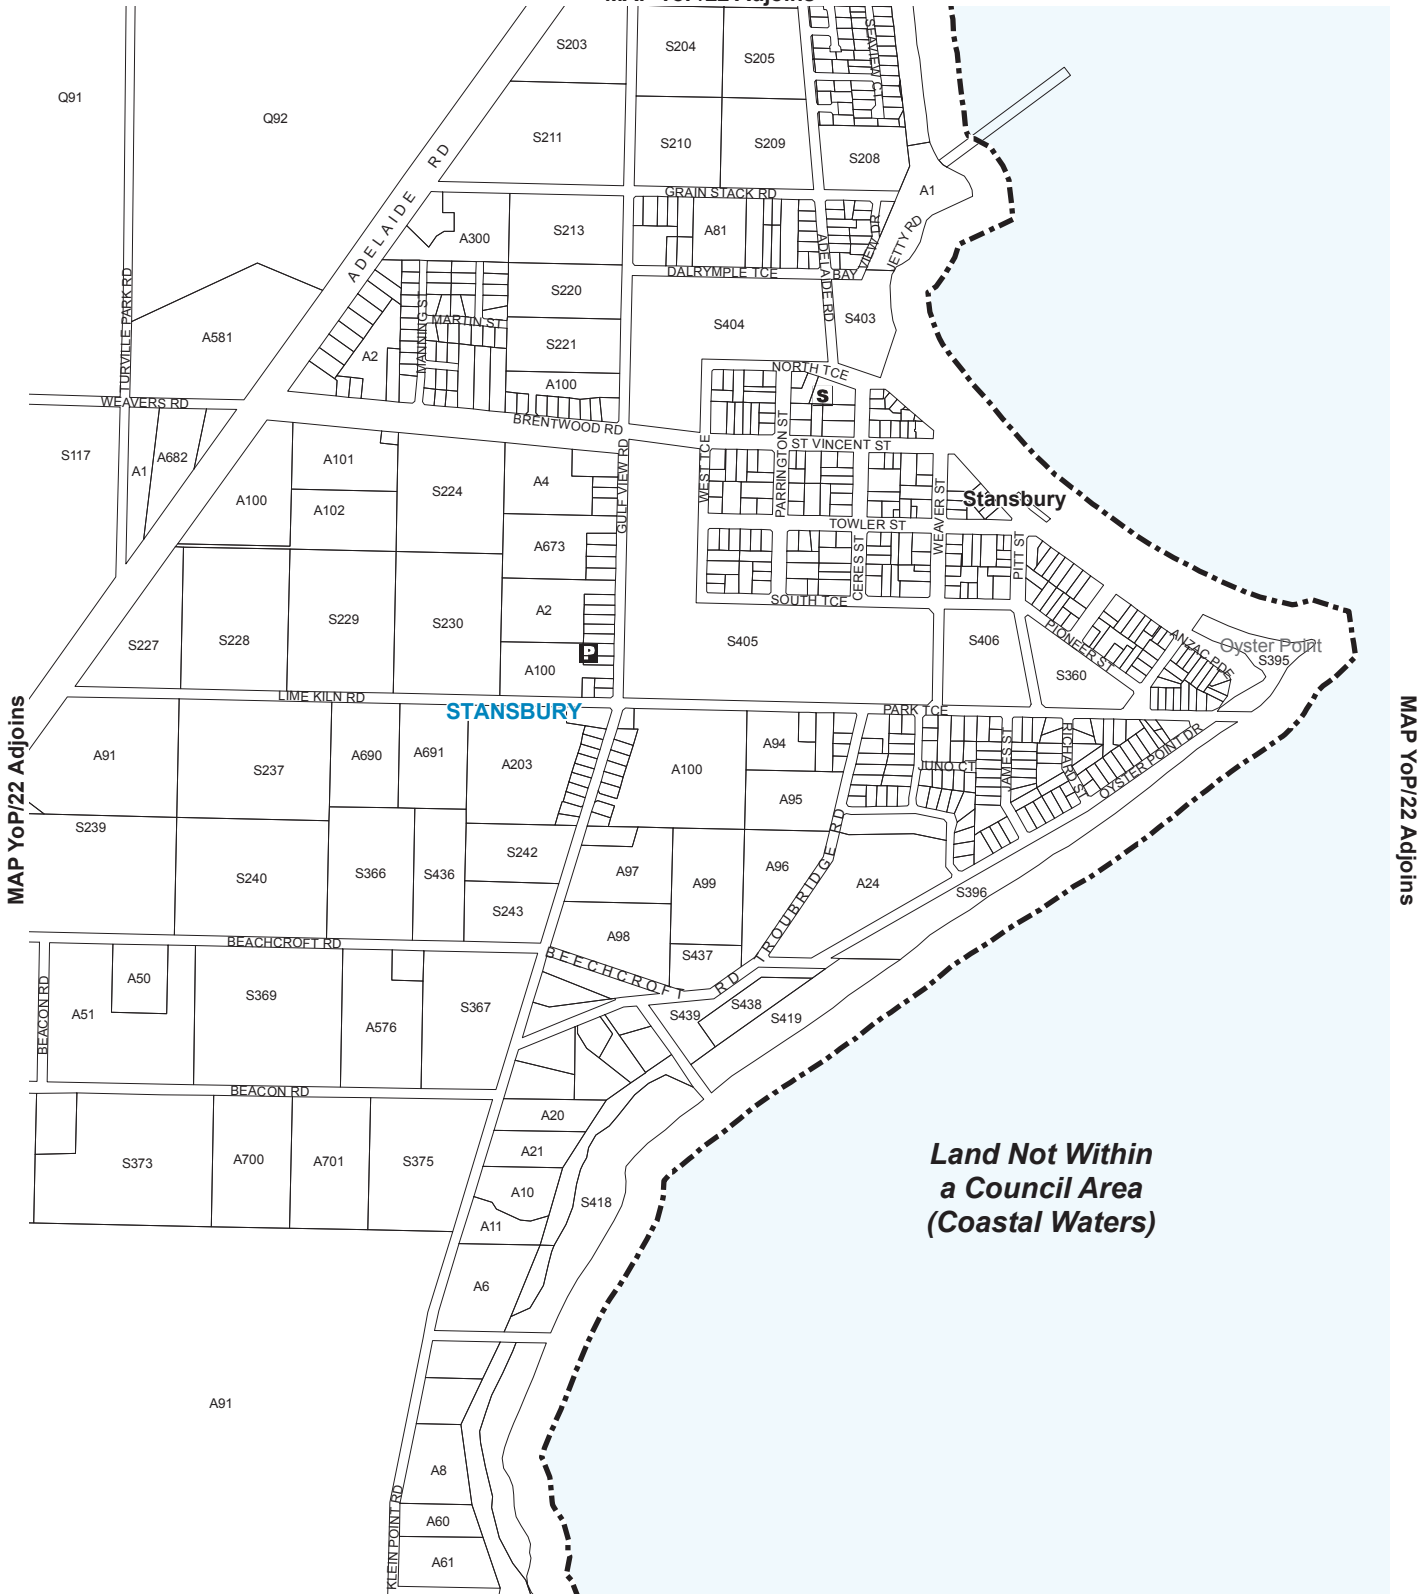 S203
S204
S205
SEAVIEW CT
Q91
Q92
S211
S210
S209
S208
ADELAIDE RD
GRAIN STACK RD
A1
A300
S213
A81
ADELAIDE RD
BAY VIEW DR
JETTY RD
DALRYMPLE TCE
TURVILLE PARK RD
S220
MANNING ST
MARTIN ST
S404
S403
A581
A2
S221
NORTH TCE
A100
S
WEAVERS RD
BRENTWOOD RD
PARRINGTON ST
ST VINCENT ST
S117
A1
A682
A101
GULF VIEW RD
WEST TCE
A100
A102
S224
A4
WEAVER ST
Stansbury
TOWLER ST
A673
CERES ST
PITT ST
SOUTH TCE
S227
S228
S229
S230
A2
S405
S406
PIONEER ST
ANZAC PDE
Oyster Point
S395
P
A100
S360
LIME KILN RD
STANSBURY
PARK TCE
MAP YoP/22 Adjoins
MAP YoP/22 Adjoins
A91
S237
A690
A691
A203
A100
A94
JUNO CT
JAMES ST
RICHARD S
OYSTER POINT DR
A95
S239
S240
S366
S436
S242
A97
A99
A96
TROUBRIDGE RD
A24
S396
S243
A98
BEACHCROFT RD
BEECHCROFT RD
S437
BEACON RD
A50
A51
S369
A576
S367
S438
S439
S419
BEACON RD
A20
S373
A700
A701
S375
A21
A10
S418
A11
Land Not Within
a Council Area
(Coastal Waters)
A6
A91
A8
KLEIN POINT RD
A60
A61